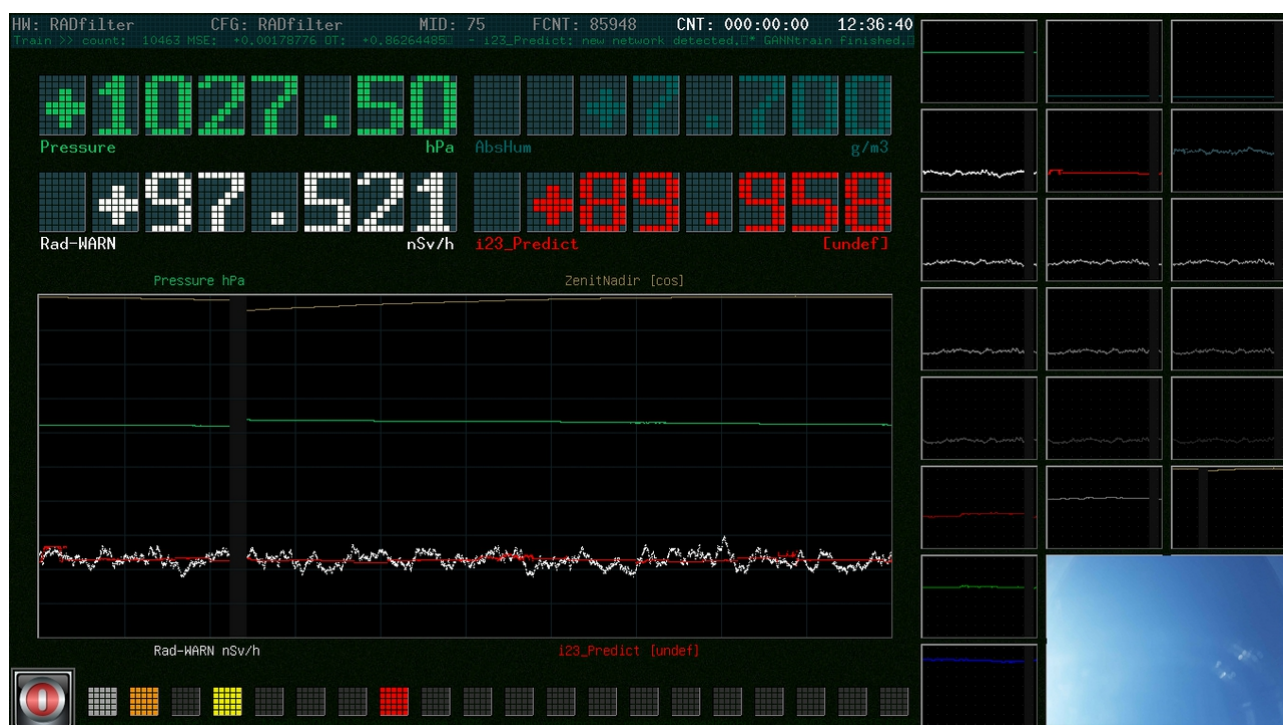 HW: RADfilter CFG: RADfilter MID: 75 FCNT: 85948 CNT: 000:00:00 12:36:40
Train >> count: 10463 MSE: +0.00178776 OT: +0.86264485▯ - i23_Predict: new network detected.▯* GANNtrain Finished.▯
+1027.50 +7.700
Pressure hPa AbsHum g/m3
+97.521 +89.958
Rad-WARN nSv/h i23_Predict [undef]
Pressure hPa ZenitNadir [cos]
Rad-WARN nSv/h i23_Predict [undef]
0